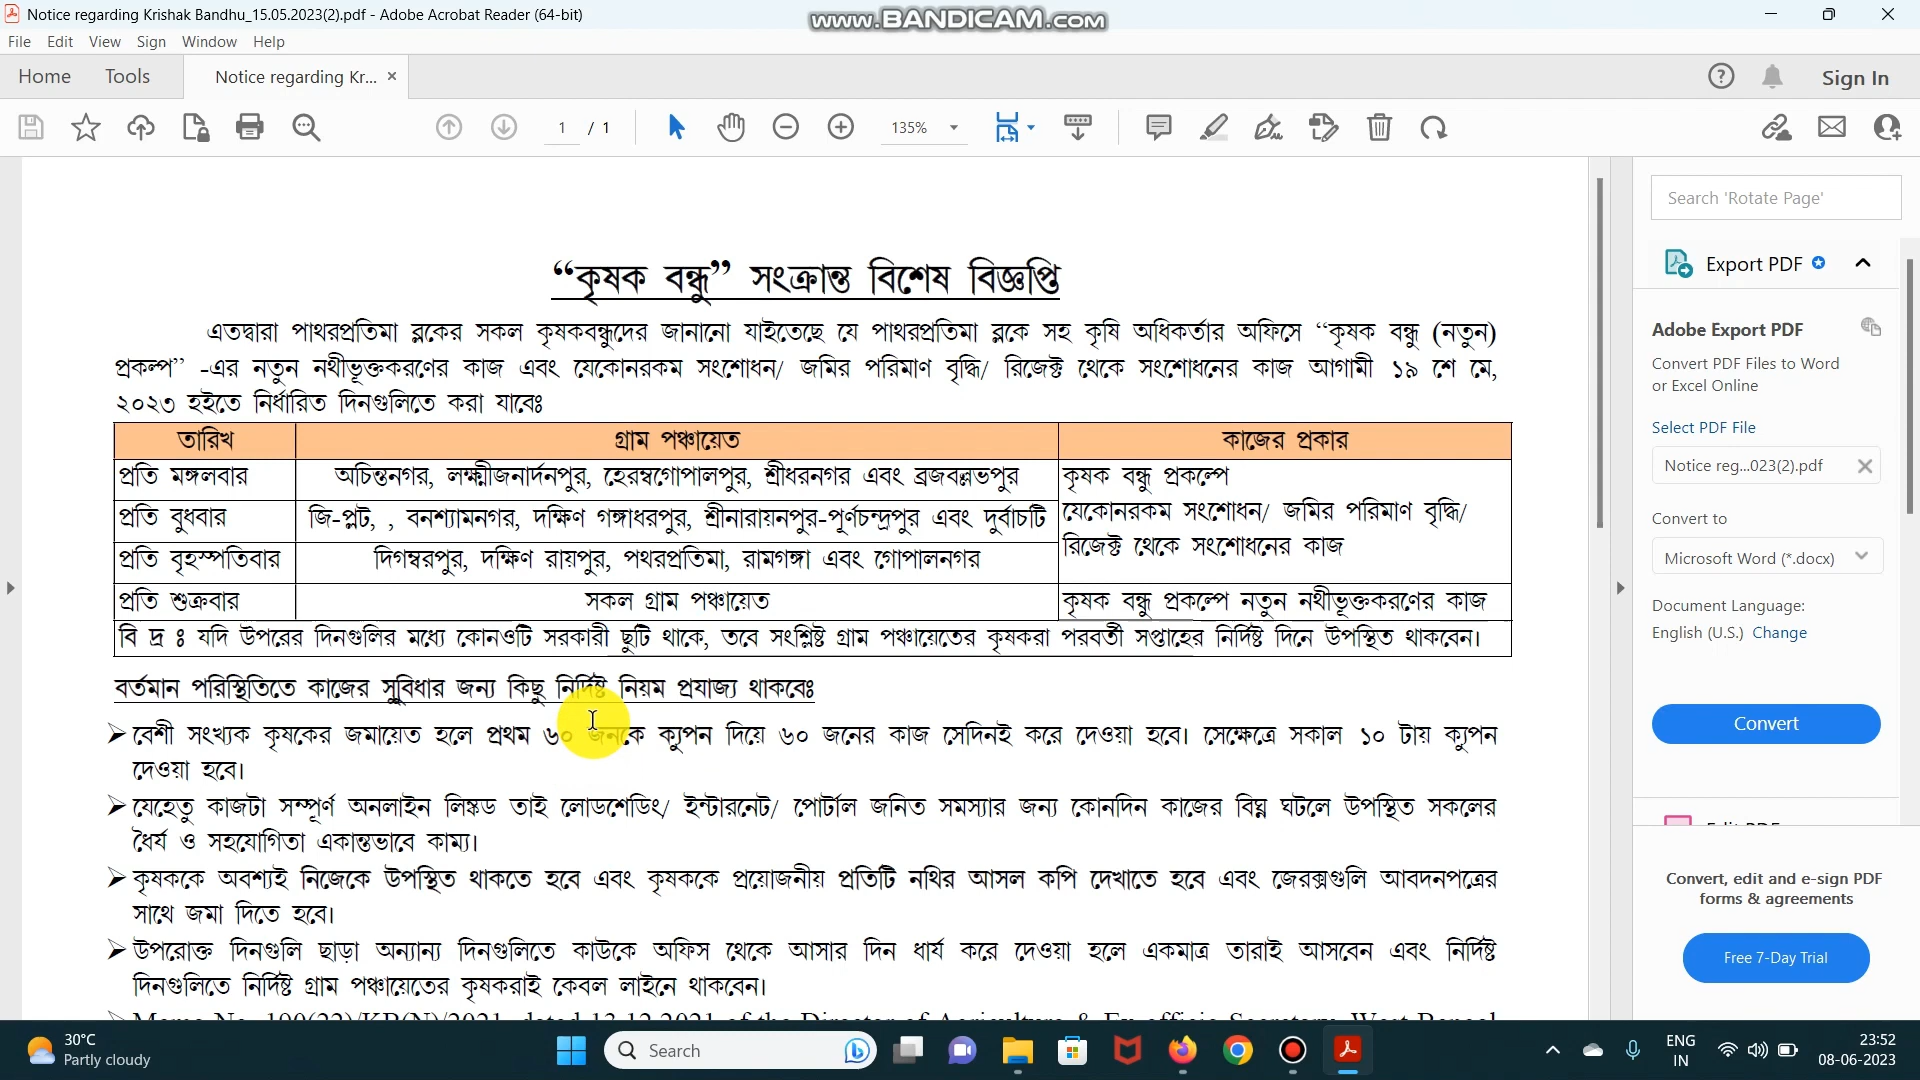 Notice regarding Krishak Bandhu_15.05.2023(2).pdf - Adobe Acrobat Reader (64-bit)
www.BANDICAM.com
File Edit View Sign Window Help
Home Tools Notice regarding Kr... × Sign In
1 / 1 135%
Search 'Rotate Page'
Export PDF
Adobe Export PDF
Convert PDF Files to Word
or Excel Online
Select PDF File
Notice reg...023(2).pdf
Convert to
Microsoft Word (*.docx)
Document Language:
English (U.S.) Change
Convert
Convert, edit and e-sign PDF
forms & agreements
Free 7-Day Trial
“কৃষক বন্ধু” সংক্রান্ত বিশেষ বিজ্ঞপ্তি
এতদ্বারা পাথরপ্রতিমা ব্লকের সকল কৃষকবন্ধুদের জানানো যাইতেছে যে পাথরপ্রতিমা ব্লকে সহ কৃষি অধিকর্তার অফিসে “কৃষক বন্ধু (নতুন)
প্রকল্প” -এর নতুন নথীভূক্তকরণের কাজ এবং যেকোনরকম সংশোধন/ জমির পরিমাণ বৃদ্ধি/ রিজেক্ট থেকে সংশোধনের কাজ আগামী ১৯ শে মে,
২০২৩ হইতে নির্ধারিত দিনগুলিতে করা যাবেঃ
তারিখ গ্রাম পঞ্চায়েত কাজের প্রকার
প্রতি মঙ্গলবার অচিন্তনগর, লক্ষ্মীজনার্দনপুর, হেরম্বগোপালপুর, শ্রীধরনগর এবং ব্রজবল্লভপুর কৃষক বন্ধু প্রকল্পে
প্রতি বুধবার জি-প্লট, , বনশ্যামনগর, দক্ষিণ গঙ্গাধরপুর, শ্রীনারায়নপুর-পূর্ণচন্দ্রপুর এবং দুর্বাচটি যেকোনরকম সংশোধন/ জমির পরিমাণ বৃদ্ধি/
প্রতি বৃহস্পতিবার দিগম্বরপুর, দক্ষিণ রায়পুর, পথরপ্রতিমা, রামগঙ্গা এবং গোপালনগর রিজেক্ট থেকে সংশোধনের কাজ
প্রতি শুক্রবার সকল গ্রাম পঞ্চায়েত কৃষক বন্ধু প্রকল্পে নতুন নথীভূক্তকরণের কাজ
বি দ্র ঃ যদি উপরের দিনগুলির মধ্যে কোনওটি সরকারী ছুটি থাকে, তবে সংশ্লিষ্ট গ্রাম পঞ্চায়েতের কৃষকরা পরবর্তী সপ্তাহের নির্দিষ্ট দিনে উপস্থিত থাকবেন।
বর্তমান পরিস্থিতিতে কাজের সুবিধার জন্য কিছু নির্দিষ্ট নিয়ম প্রযাজ্য থাকবেঃ
➢ বেশী সংখ্যক কৃষকের জমায়েত হলে প্রথম ৬০ জনকে ক্যুপন দিয়ে ৬০ জনের কাজ সেদিনই করে দেওয়া হবে। সেক্ষেত্রে সকাল ১০ টায় ক্যুপন
দেওয়া হবে।
➢ যেহেতু কাজটা সম্পূর্ণ অনলাইন লিঙ্কড তাই লোডশেডিং/ ইন্টারনেট/ পোর্টাল জনিত সমস্যার জন্য কোনদিন কাজের বিঘ্ন ঘটলে উপস্থিত সকলের
ধৈর্য ও সহযোগিতা একান্তভাবে কাম্য।
➢ কৃষককে অবশ্যই নিজেকে উপস্থিত থাকতে হবে এবং কৃষককে প্রয়োজনীয় প্রতিটি নথির আসল কপি দেখাতে হবে এবং জেরক্সগুলি আবদনপত্রের
সাথে জমা দিতে হবে।
➢ উপরোক্ত দিনগুলি ছাড়া অন্যান্য দিনগুলিতে কাউকে অফিস থেকে আসার দিন ধার্য করে দেওয়া হলে একমাত্র তারাই আসবেন এবং নির্দিষ্ট
দিনগুলিতে নির্দিষ্ট গ্রাম পঞ্চায়েতের কৃষকরাই কেবল লাইনে থাকবেন।
30°C
Partly cloudy
Search
ENG
IN
23:52
08-06-2023